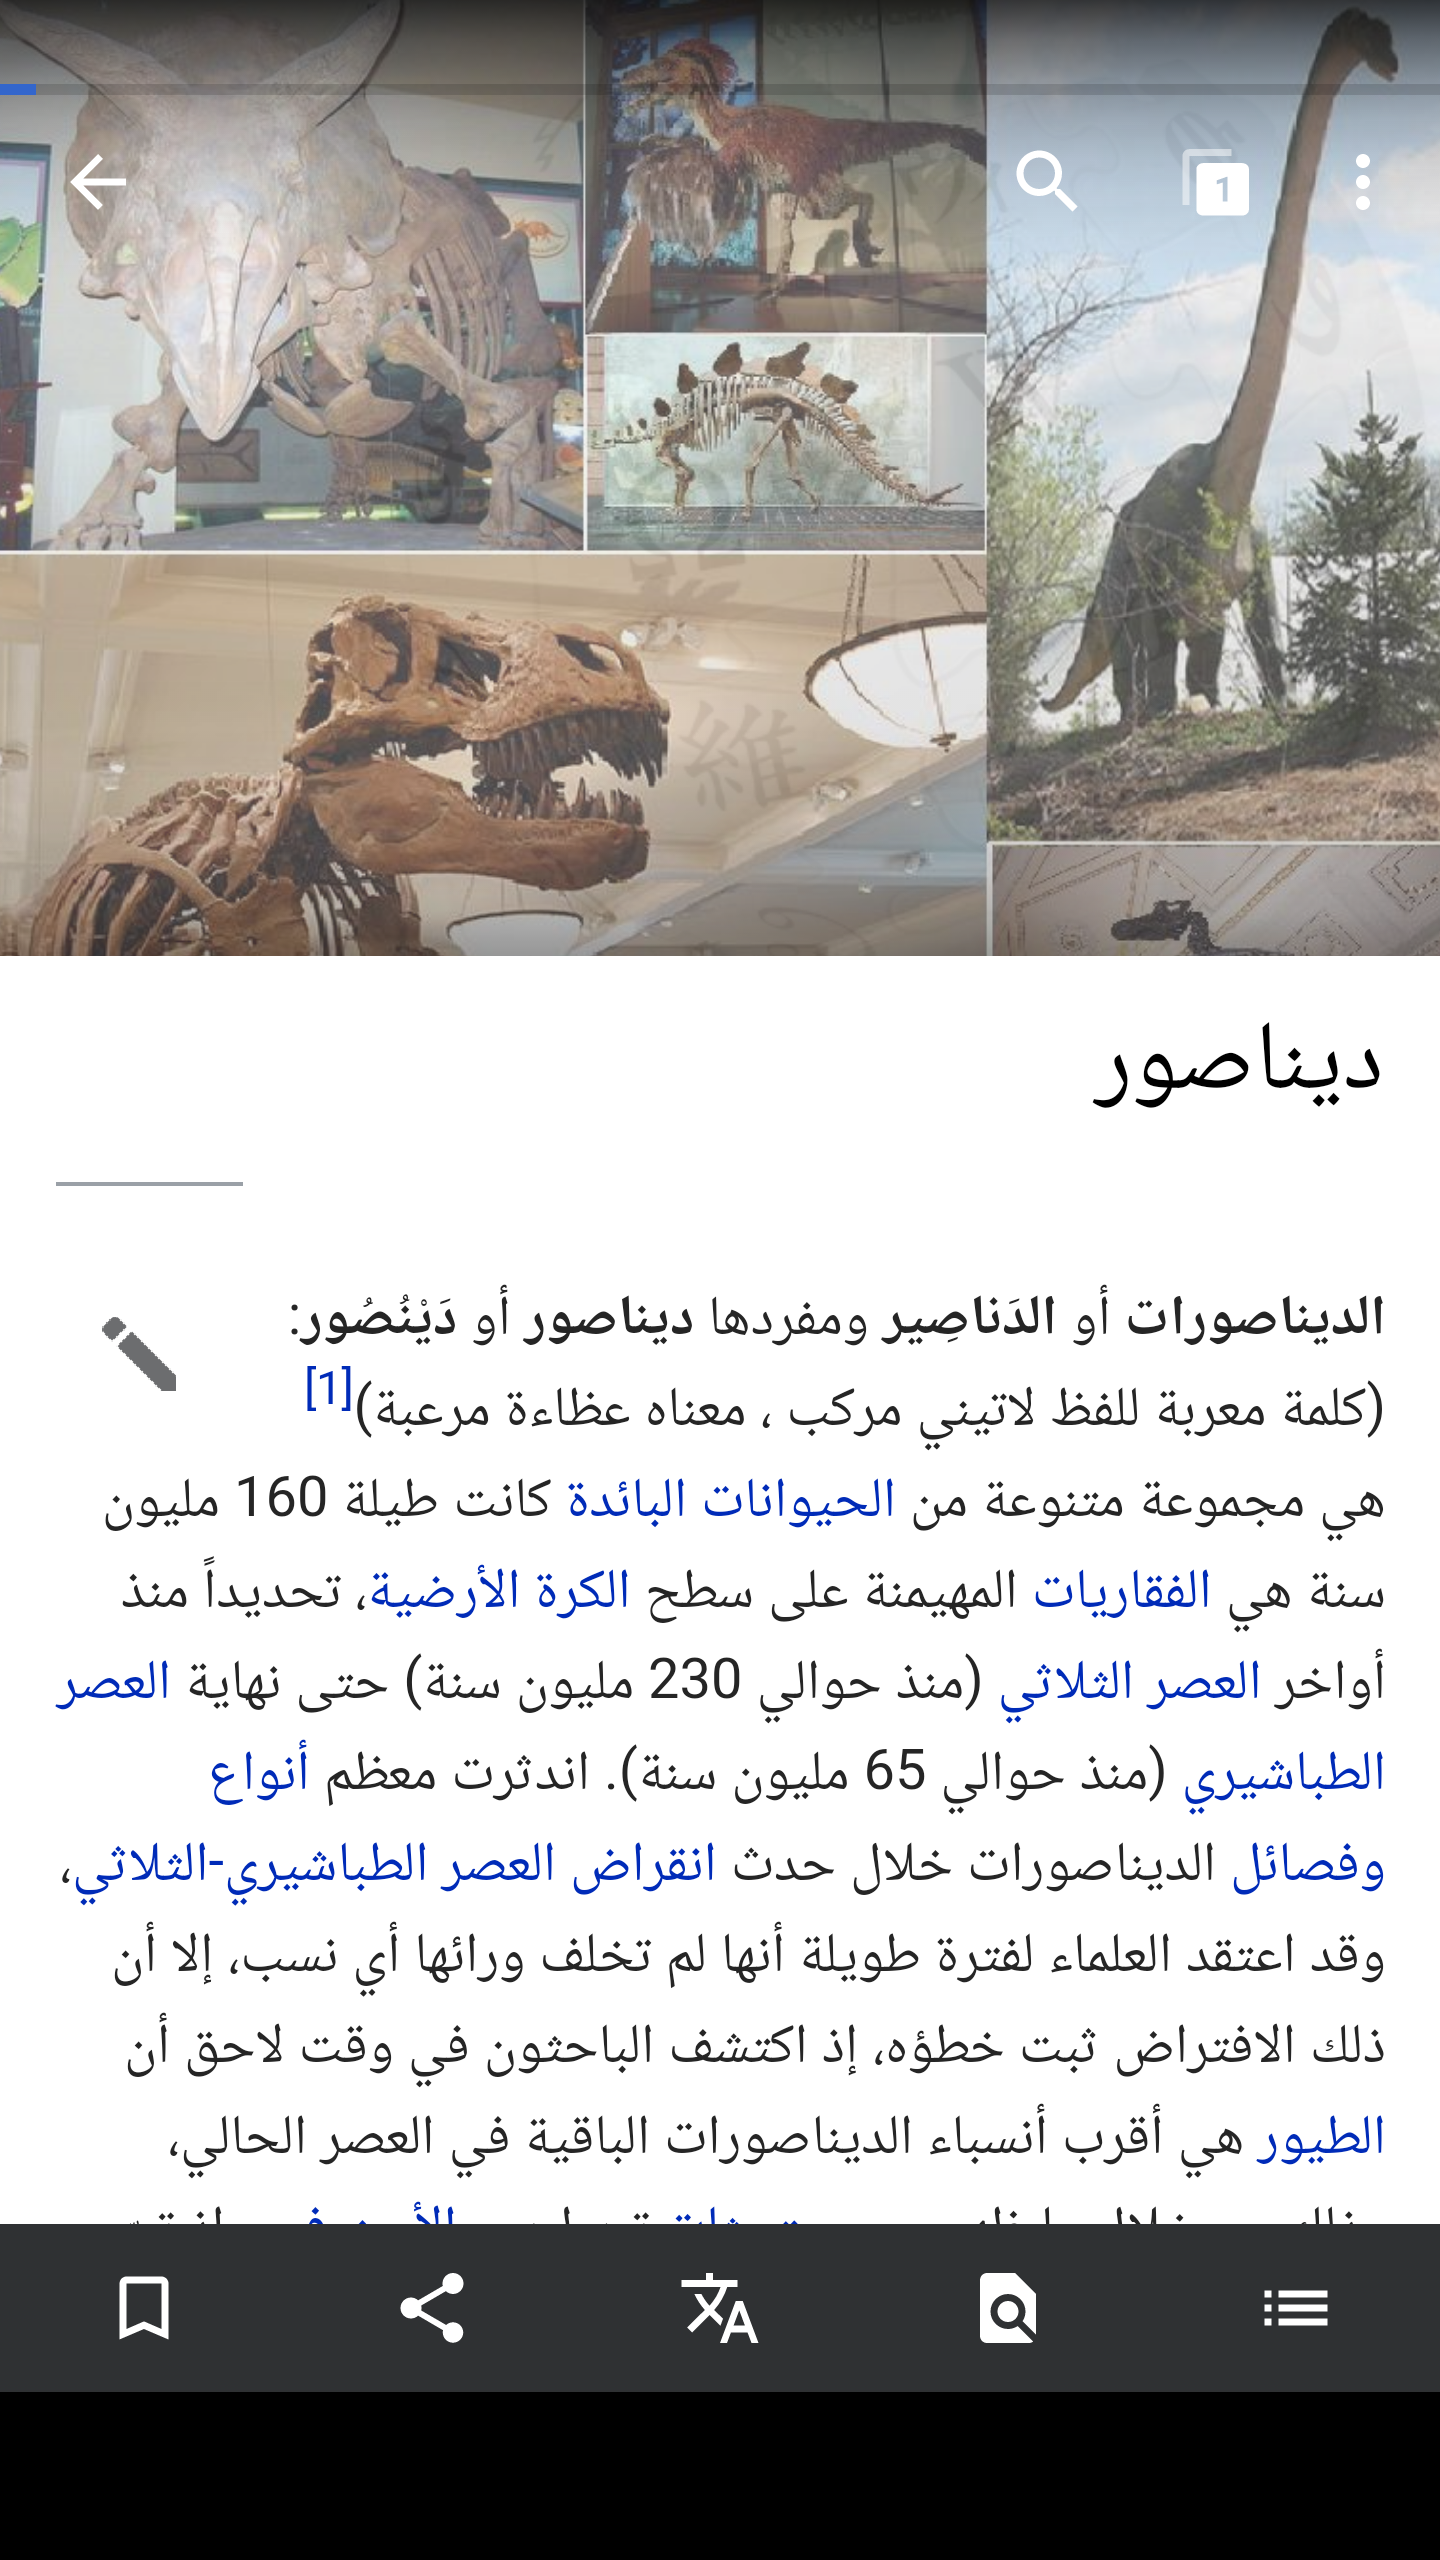 1
ديناصور
الديناصورات أو الدَناصِير ومفردها ديناصور أو دَيْنُصُور:
(كلمة معربة للفظ لاتيني مركب ، معناه عظاءة مرعبة)[1]
هي مجموعة متنوعة من الحيوانات البائدة كانت طيلة 160 مليون
سنة هي الفقاريات المهيمنة على سطح الكرة الأرضية، تحديداً منذ
أواخر العصر الثلاثي (منذ حوالي 230 مليون سنة) حتى نهاية العصر
الطباشيري (منذ حوالي 65 مليون سنة). اندثرت معظم أنواع
وفصائل الديناصورات خلال حدث انقراض العصر الطباشيري-الثلاثي،
وقد اعتقد العلماء لفترة طويلة أنها لم تخلف ورائها أي نسب، إلا أن
ذلك الافتراض ثبت خطؤه، إذ اكتشف الباحثون في وقت لاحق أن
الطيور هي أقرب أنسباء الديناصورات الباقية في العصر الحالي،